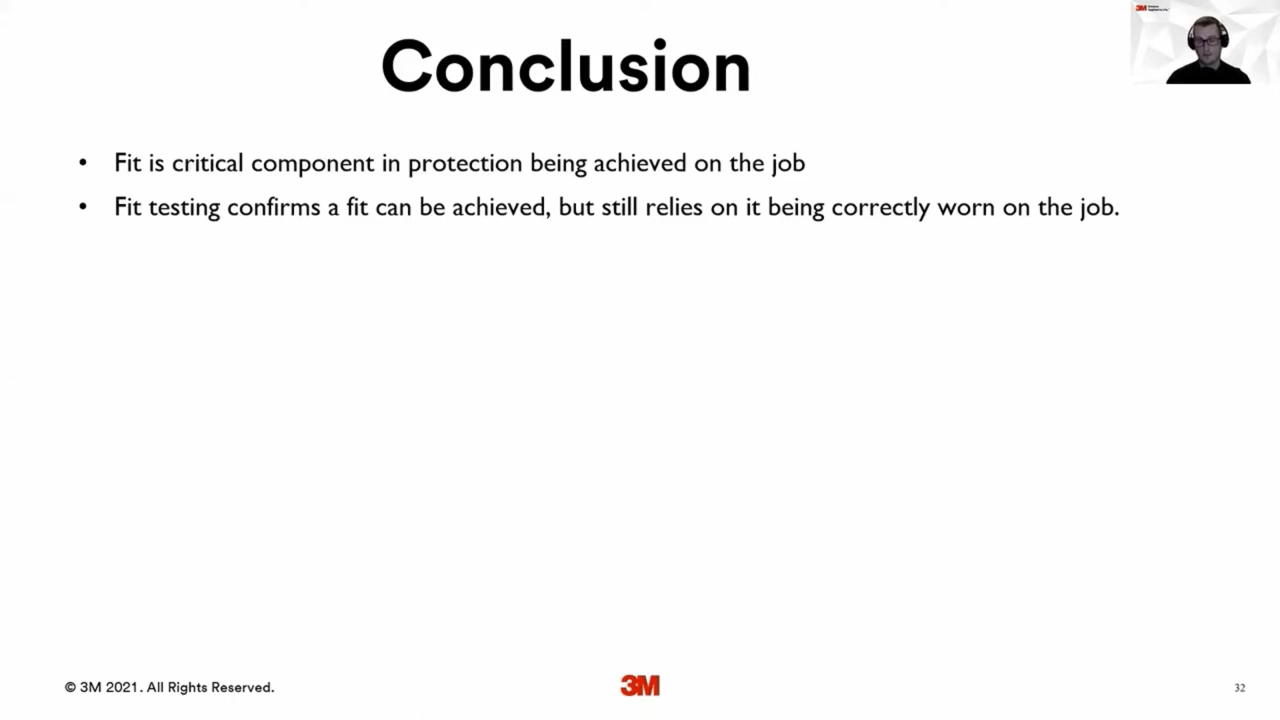 Conclusion
• Fit is critical component in protection being achieved on the job
• Fit testing confirms a fit can be achieved, but still relies on it being correctly worn on the job.
© 3M 2021. All Rights Reserved.
3M
32
3M